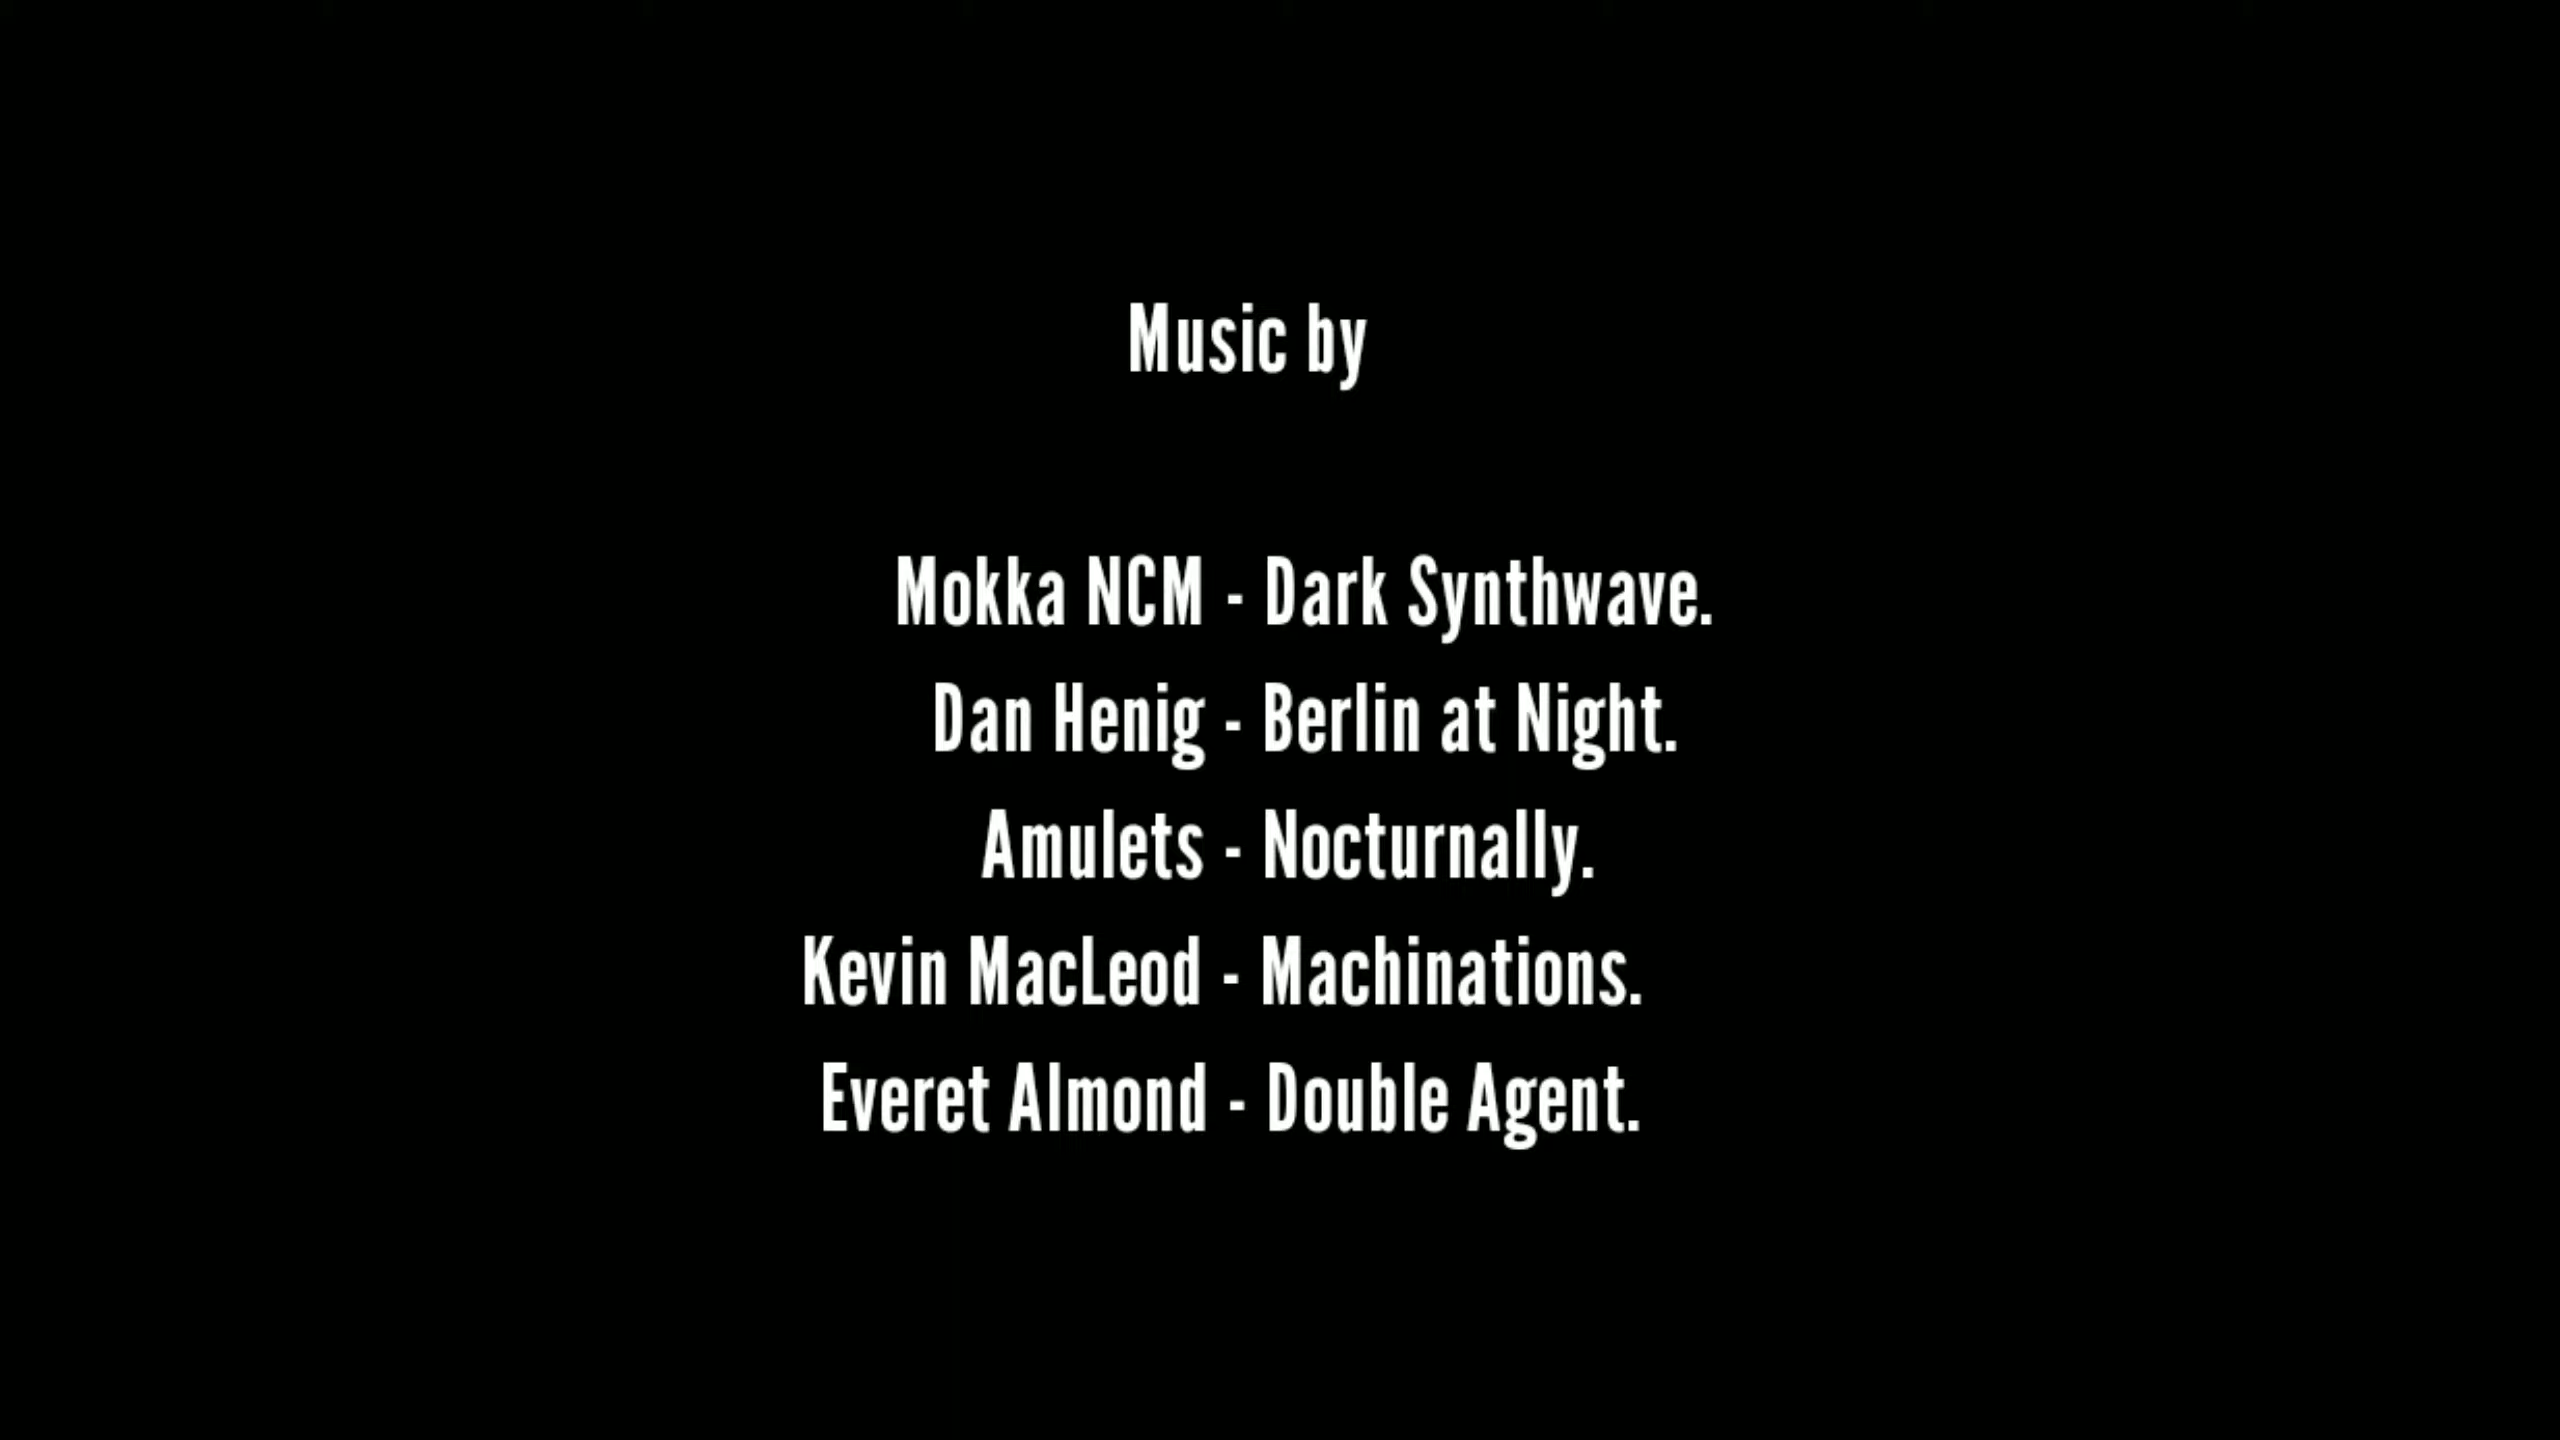 Music by
Mokka NCM - Dark Synthwave.
Dan Henig - Berlin at Night.
Amulets - Nocturnally.
Kevin MacLeod - Machinations.
Everet Almond - Double Agent.